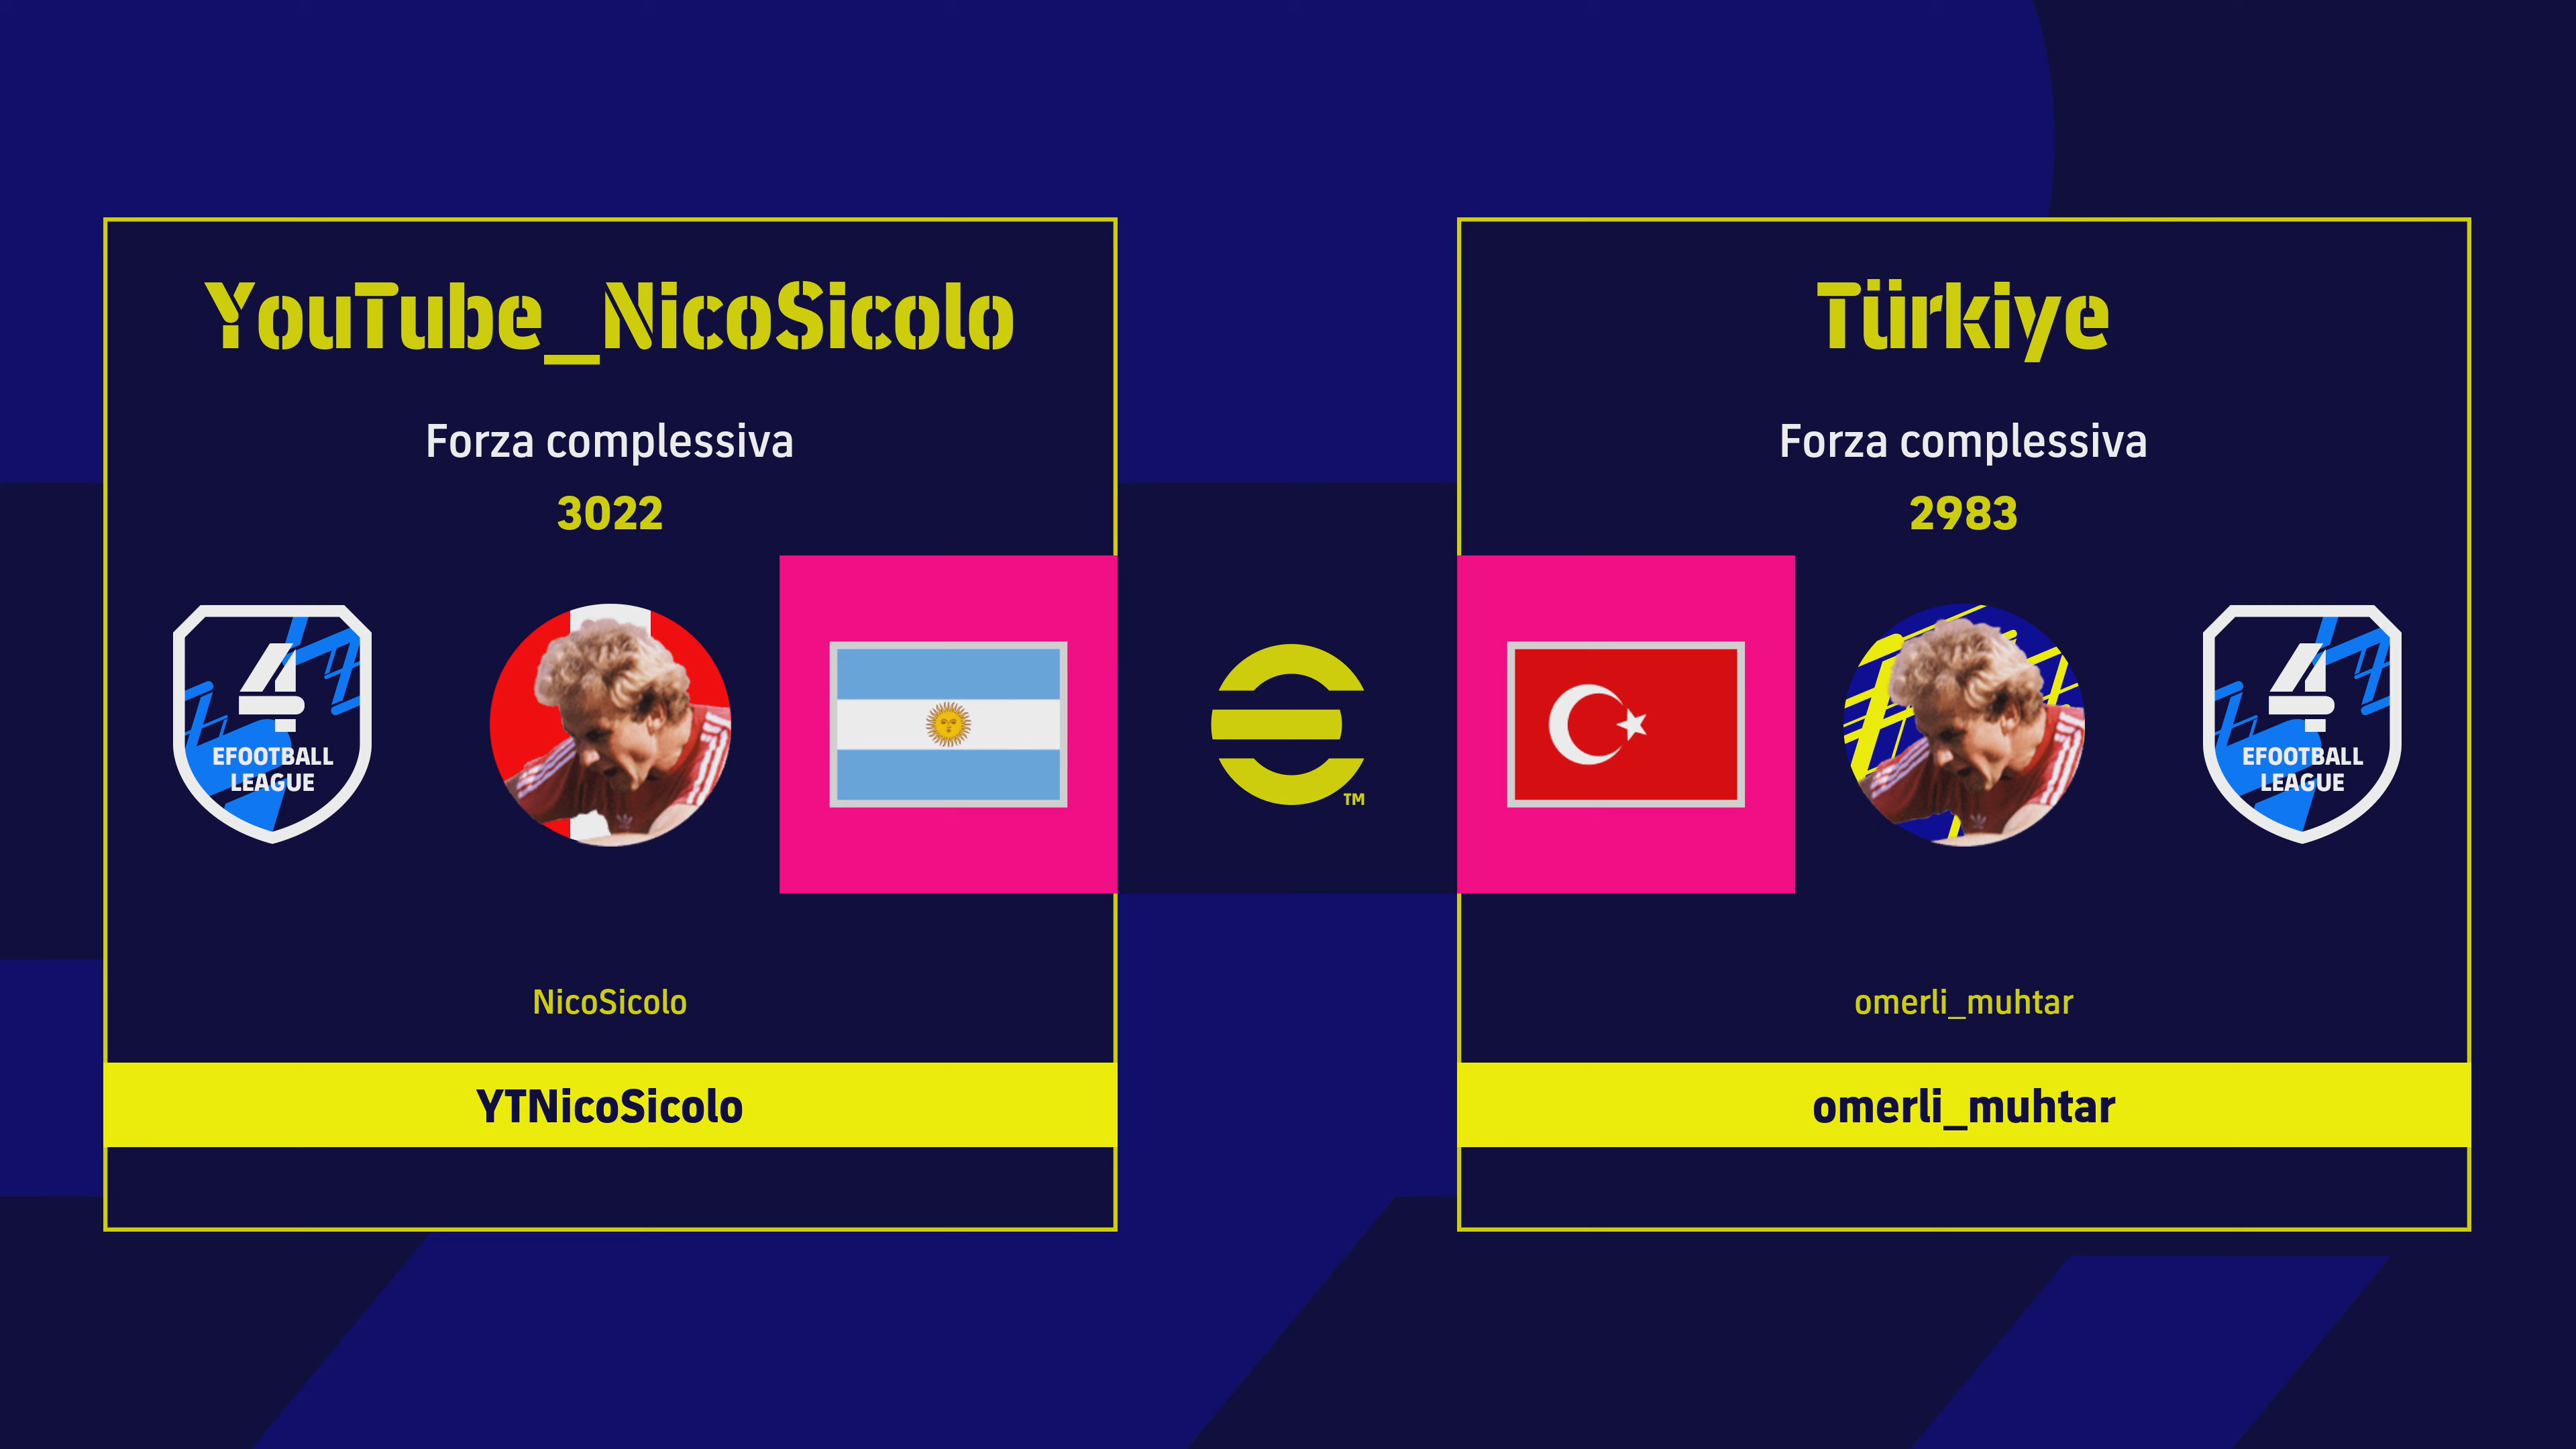 YouTube_NicoSicolo
Forza complessiva
3022
4
EFOOTBALL
LEAGUE
NicoSicolo
YTNicoSicolo
TM
Türkiye
Forza complessiva
2983
4
EFOOTBALL
LEAGUE
omerli_muhtar
omerli_muhtar